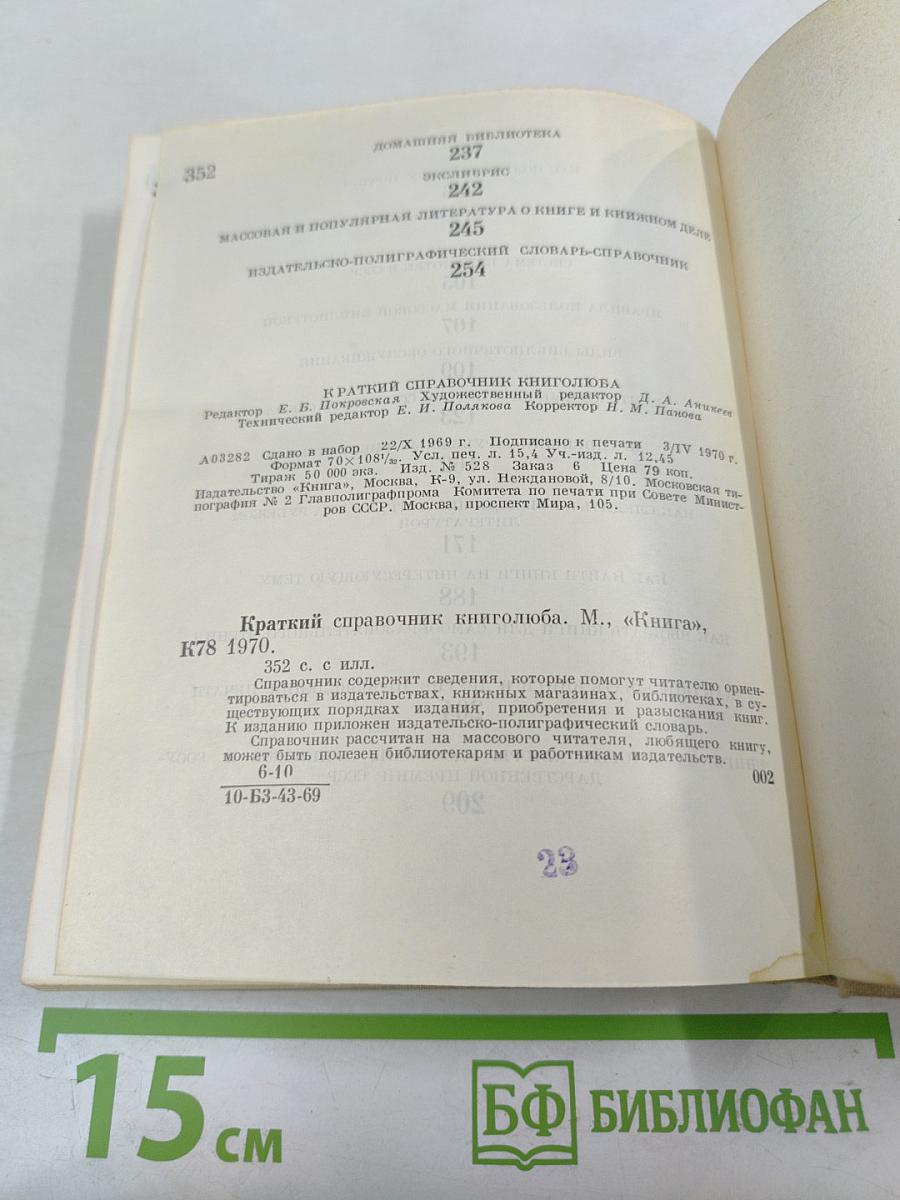 352
ДОМАШНЯЯ БИБЛИОТЕКА
237
ЭКСЛИБРИС
242
МАССОВАЯ И ПОПУЛЯРНАЯ ЛИТЕРАТУРА О КНИГЕ И КНИЖНОМ ДЕЛЕ
245
ИЗДАТЕЛЬСКО-ПОЛИГРАФИЧЕСКИЙ СЛОВАРЬ-СПРАВОЧНИК
254
КРАТКИЙ СПРАВОЧНИК КНИГОЛЮБА
Редактор Е. Б. Покровская Художественный редактор Д. А. Аникеев
Технический редактор Е. И. Полякова Корректор Н. М. Панова
А03282 Сдано в набор 22/X 1969 г. Подписано к печати 3/IV 1970 г.
Формат 70×108¹/₃₂. Усл. печ. л. 15,4 Уч.-изд. л. 12,45
Тираж 50 000 экз. Изд. № 528 Заказ 6 Цена 79 коп.
Издательство «Книга», Москва, К-9, ул. Неждановой, 8/10. Московская ти-
пография № 2 Главполиграфпрома Комитета по печати при Совете Минист-
ров СССР. Москва, проспект Мира, 105.
Краткий справочник книголюба. М., «Книга»,
К78 1970.
352 с. с илл.
Справочник содержит сведения, которые помогут читателю ориен-
тироваться в издательствах, книжных магазинах, библиотеках, в су-
ществующих порядках издания, приобретения и разыскания книг.
К изданию приложен издательско-полиграфический словарь.
Справочник рассчитан на массового читателя, любящего книгу,
может быть полезен библиотекарям и работникам издательств.
6-10
10-БЗ-43-69
002
23
15 см
БФ БИБЛИОФАН